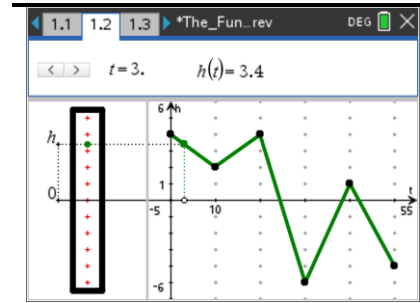 1.1 1.2 1.3 *The_Fun…rev DEG
< > t=3. h(t)= 3.4
6 h
h
0
1
t
-5 10 55
-6